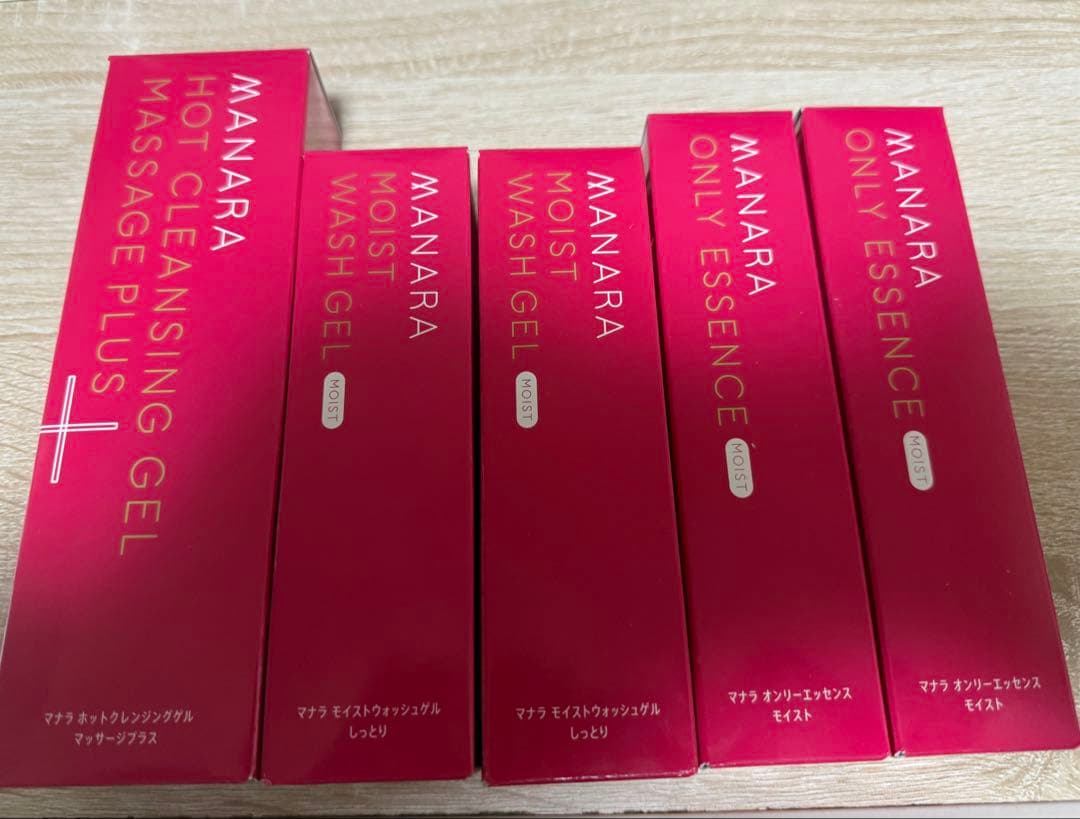 MANARA
HOT CLEANSING GEL
MASSAGE PLUS
マナラ ホットクレンジングゲル
マッサージプラス
MANARA
MOIST
WASH GEL
MOIST
マナラ モイストウォッシュゲル
しっとり
MANARA
MOIST
WASH GEL
MOIST
マナラ モイストウォッシュゲル
しっとり
MANARA
ONLY ESSENCE
MOIST
マナラ オンリーエッセンス
モイスト
MANARA
ONLY ESSENCE
MOIST
マナラ オンリーエッセンス
モイスト